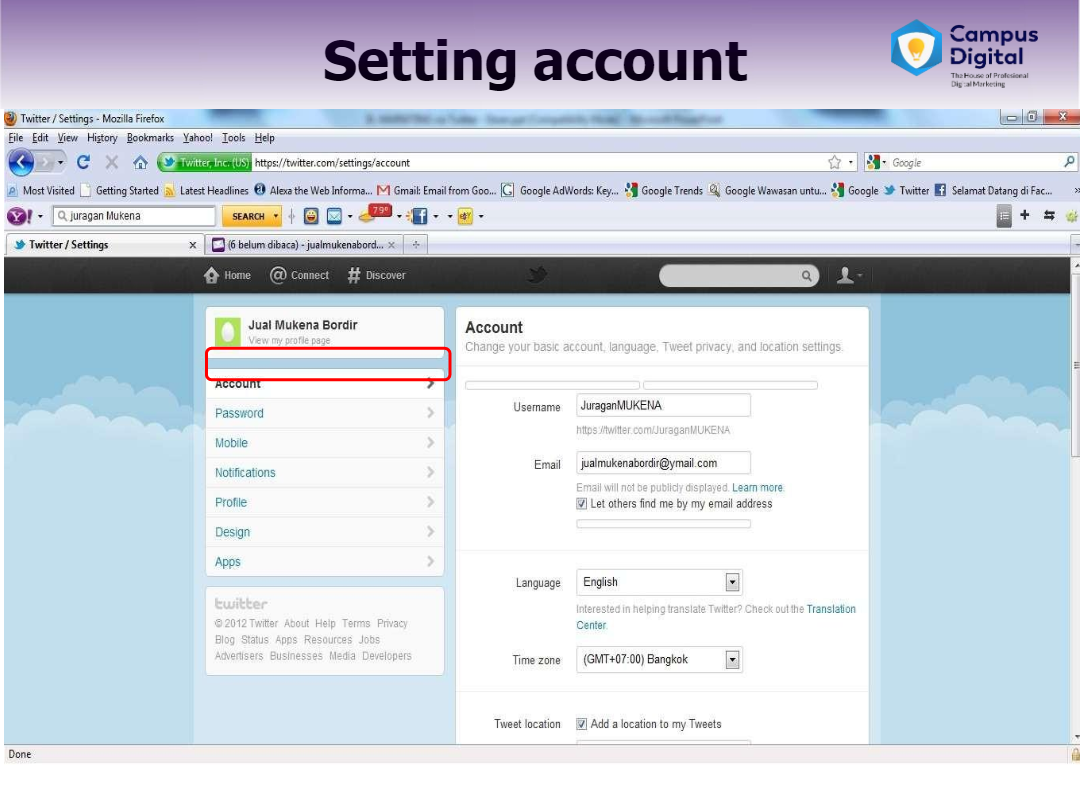 Setting account
Campus
Digital
The House of Profesional
Digital Marketing
Twitter / Settings - Mozilla Firefox
File Edit View History Bookmarks Yahoo! Tools Help
Twitter, Inc. (US) https://twitter.com/settings/account
Google
Most Visited Getting Started Latest Headlines Alexa the Web Informa... Gmail: Email from Goo... Google AdWords: Key... Google Trends Google Wawasan untu... Google Twitter Selamat Datang di Fac... »
juragan Mukena SEARCH 79°
Twitter / Settings x (6 belum dibaca) - jualmukenabord... x
Home @ Connect # Discover
Jual Mukena Bordir
View my profile page
Account
Password
Mobile
Notifications
Profile
Design
Apps
twitter
© 2012 Twitter About Help Terms Privacy
Blog Status Apps Resources Jobs
Advertisers Businesses Media Developers
Account
Change your basic account, language, Tweet privacy, and location settings.
Username JuraganMUKENA
https://twitter.com/JuraganMUKENA
Email jualmukenabordir@ymail.com
Email will not be publicly displayed. Learn more.
Let others find me by my email address
Language English
Interested in helping translate Twitter? Check out the Translation
Center.
Time zone (GMT+07:00) Bangkok
Tweet location Add a location to my Tweets
Done